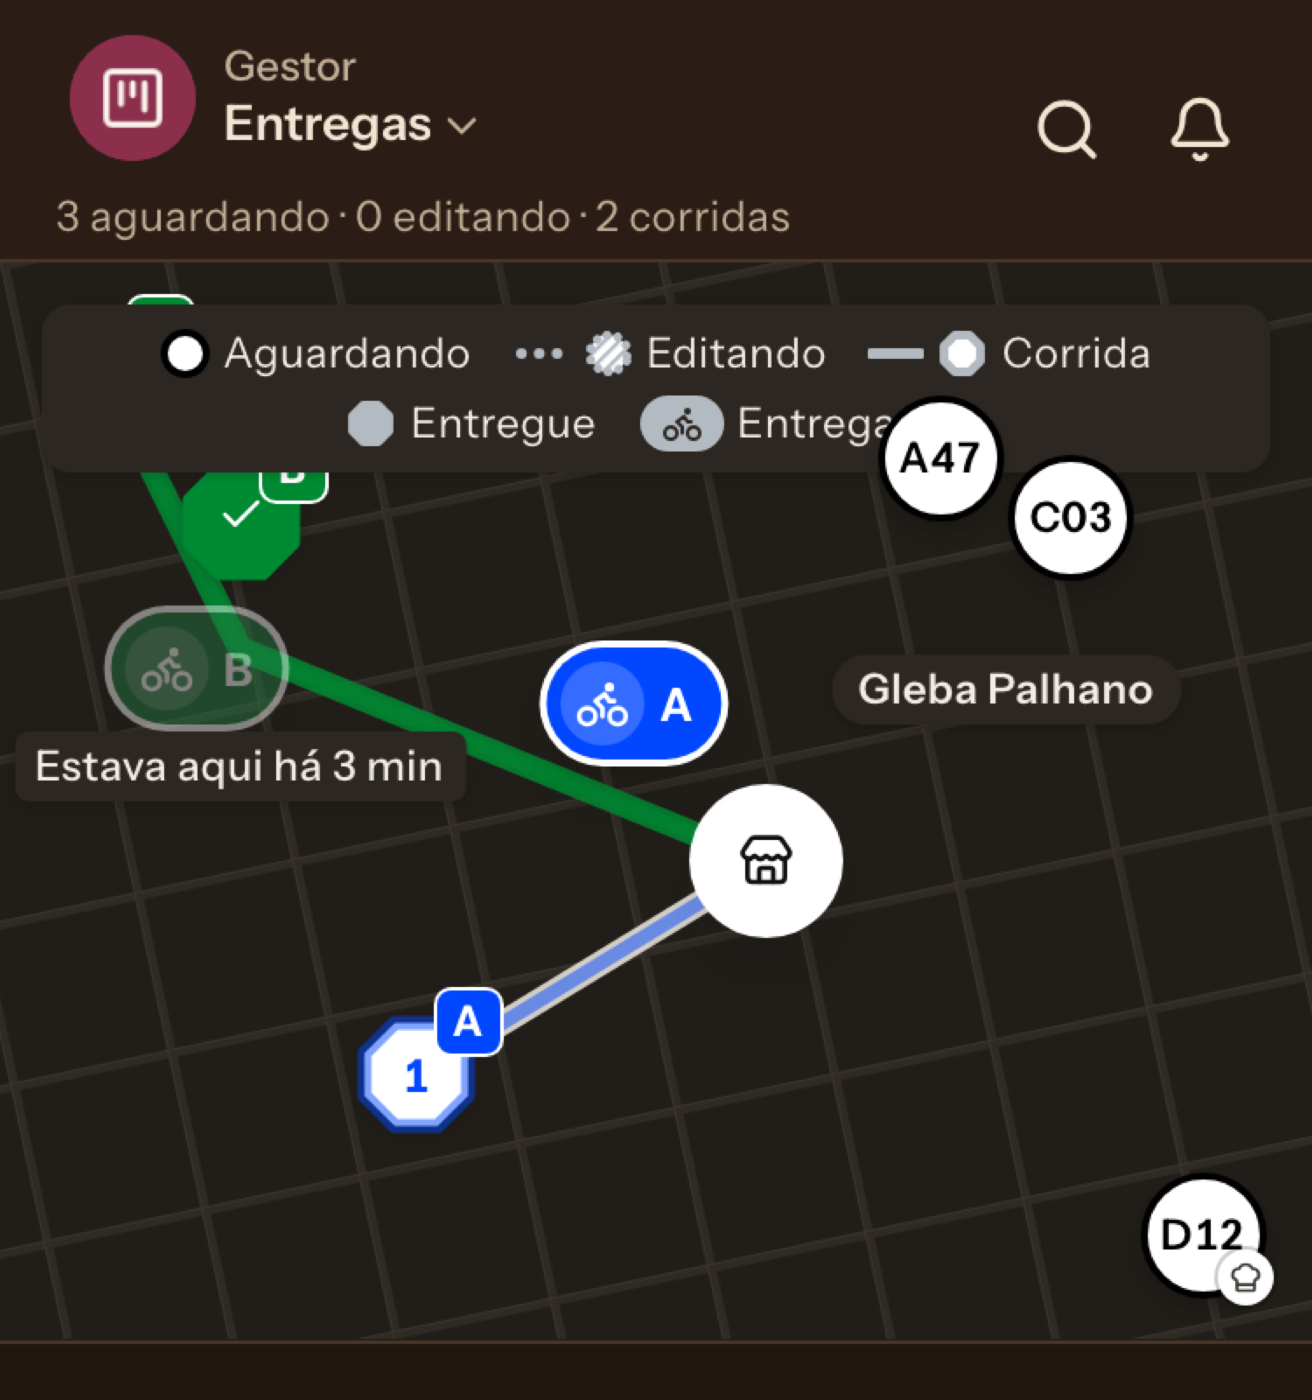 Gestor
Entregas
3 aguardando · 0 editando · 2 corridas
Aguardando
Editando
Corrida
Entregue
A47
C03
B
B
Estava aqui há 3 min
A
Gleba Palhano
A
1
D12